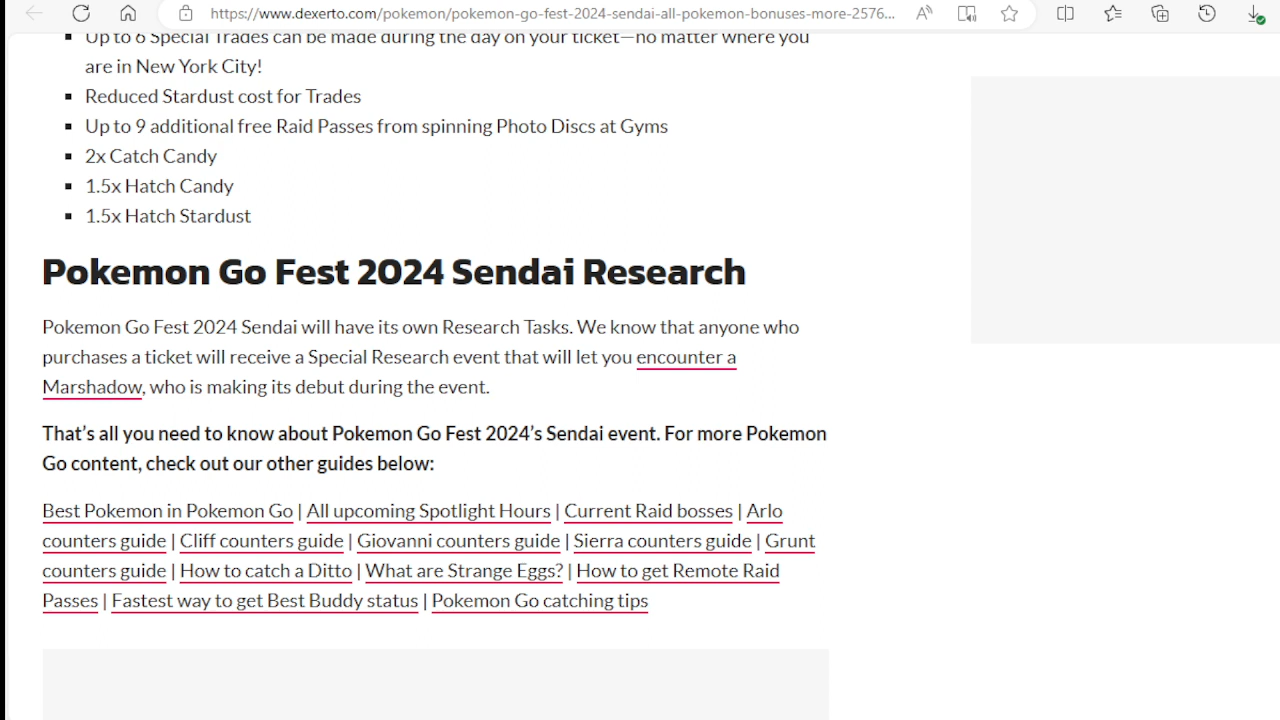 https://www.dexerto.com/pokemon/pokemon-go-fest-2024-sendai-all-pokemon-bonuses-more-2576...
Up to 6 Special Trades can be made during the day on your ticket—no matter where you
are in New York City!
Reduced Stardust cost for Trades
Up to 9 additional free Raid Passes from spinning Photo Discs at Gyms
2x Catch Candy
1.5x Hatch Candy
1.5x Hatch Stardust
Pokemon Go Fest 2024 Sendai Research
Pokemon Go Fest 2024 Sendai will have its own Research Tasks. We know that anyone who
purchases a ticket will receive a Special Research event that will let you encounter a
Marshadow, who is making its debut during the event.
That's all you need to know about Pokemon Go Fest 2024's Sendai event. For more Pokemon
Go content, check out our other guides below:
Best Pokemon in Pokemon Go | All upcoming Spotlight Hours | Current Raid bosses | Arlo
counters guide | Cliff counters guide | Giovanni counters guide | Sierra counters guide | Grunt
counters guide | How to catch a Ditto | What are Strange Eggs? | How to get Remote Raid
Passes | Fastest way to get Best Buddy status | Pokemon Go catching tips